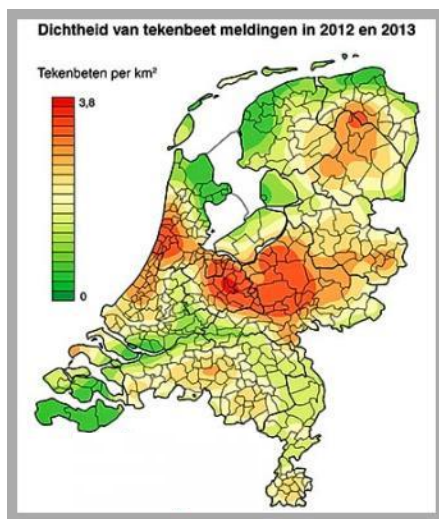 Dichtheid van tekenbeet meldingen in 2012 en 2013
Tekenbeten per km²
3,8
0